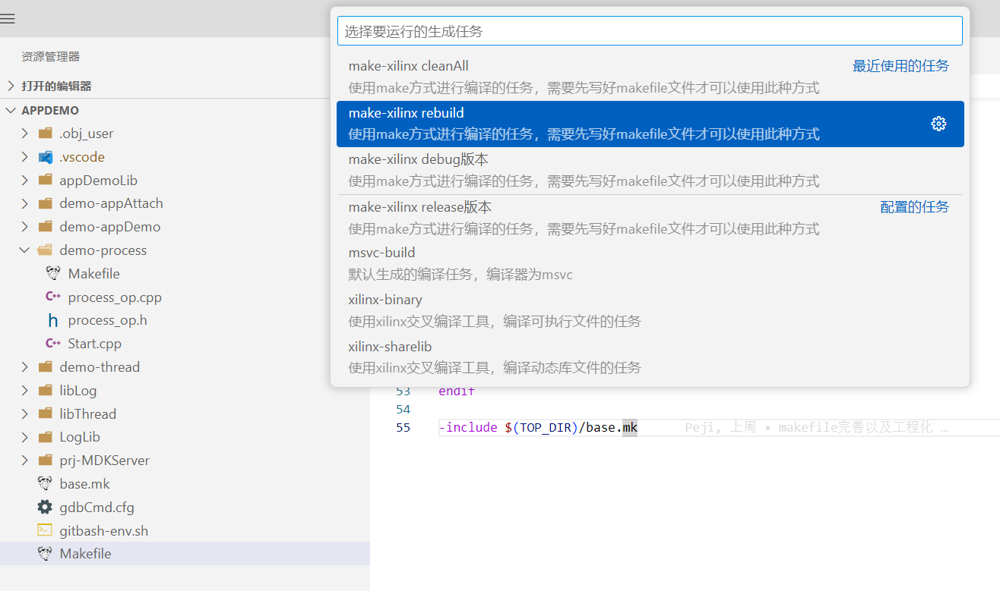 资源管理器
打开的编辑器
APPDEMO
.obj_user
.vscode
appDemoLib
demo-appAttach
demo-appDemo
demo-process
Makefile
process_op.cpp
process_op.h
Start.cpp
demo-thread
libLog
libThread
LogLib
prj-MDKServer
base.mk
gdbCmd.cfg
gitbash-env.sh
Makefile
选择要运行的生成任务
make-xilinx cleanAll 最近使用的任务
使用make方式进行编译的任务，需要先写好makefile文件才可以使用此种方式
make-xilinx rebuild
使用make方式进行编译的任务，需要先写好makefile文件才可以使用此种方式
make-xilinx debug版本
使用make方式进行编译的任务，需要先写好makefile文件才可以使用此种方式
make-xilinx release版本 配置的任务
使用make方式进行编译的任务，需要先写好makefile文件才可以使用此种方式
msvc-build
默认生成的编译任务，编译器为msvc
xilinx-binary
使用xilinx交叉编译工具，编译可执行文件的任务
xilinx-sharelib
使用xilinx交叉编译工具，编译动态库文件的任务
53 endif
54
55 -include $(TOP_DIR)/base.mk Peji, 上周 • makefile完善以及工程化 …